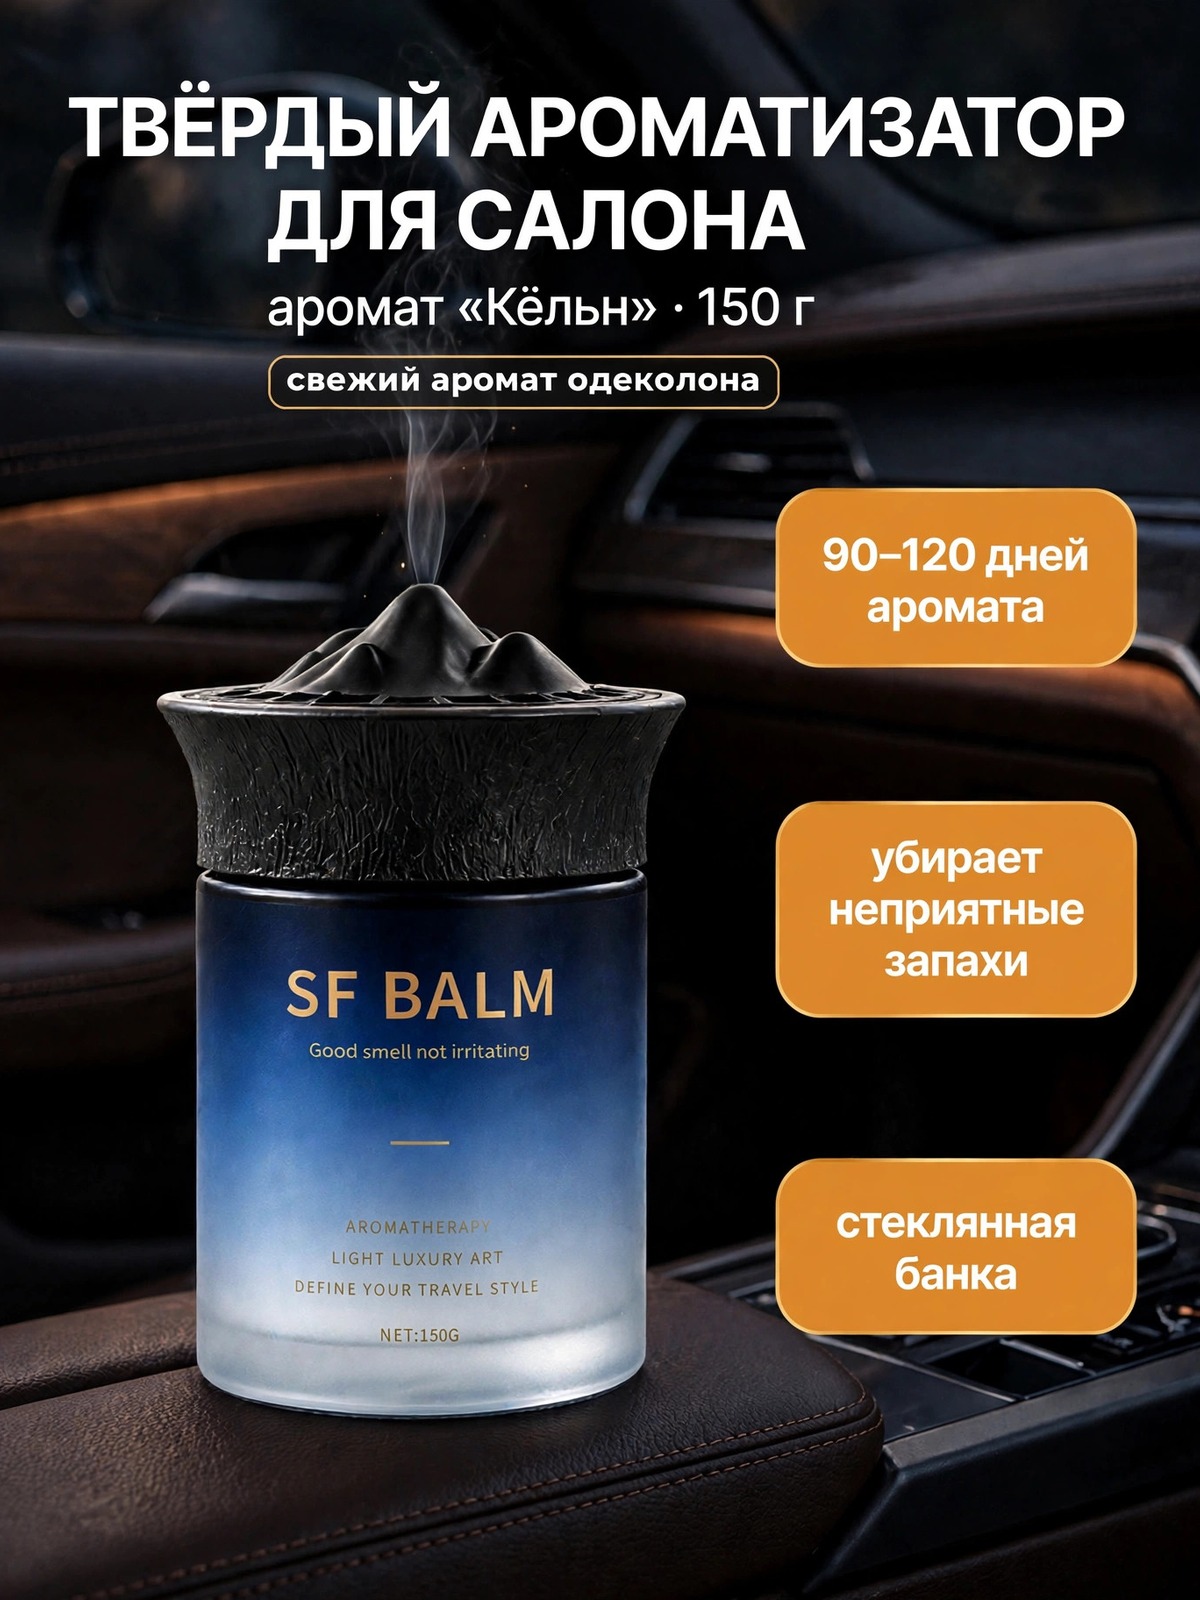 ТВЁРДЫЙ АРОМАТИЗАТОР
ДЛЯ САЛОНА
аромат «Кёльн» · 150 г
свежий аромат одеколона
90–120 дней
аромата
убирает
неприятные
запахи
стеклянная
банка
SF BALM
Good smell not irritating
AROMATHERAPY
LIGHT LUXURY ART
DEFINE YOUR TRAVEL STYLE
NET:150G